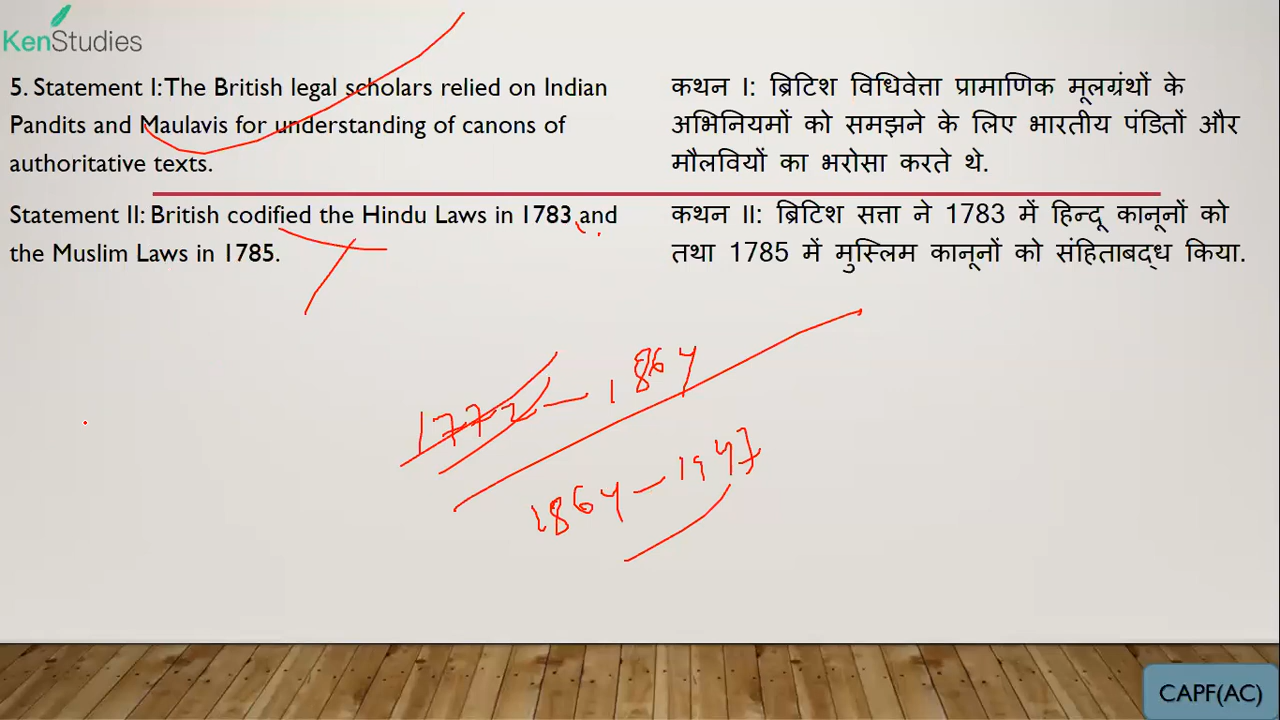 KenStudies
5. Statement I: The British legal scholars relied on Indian
Pandits and Maulavis for understanding of canons of
authoritative texts.
Statement II: British codified the Hindu Laws in 1783 and
the Muslim Laws in 1785.
कथन I: ब्रिटिश विधिवेत्ता प्रामाणिक मूलग्रंथों के
अभिनियमों को समझने के लिए भारतीय पंडितों और
मौलवियों का भरोसा करते थे.
कथन II: ब्रिटिश सत्ता ने 1783 में हिन्दू कानूनों को
तथा 1785 में मुस्लिम कानूनों को संहिताबद्ध किया.
1772 — 1864
1864 — 1947
CAPF(AC)